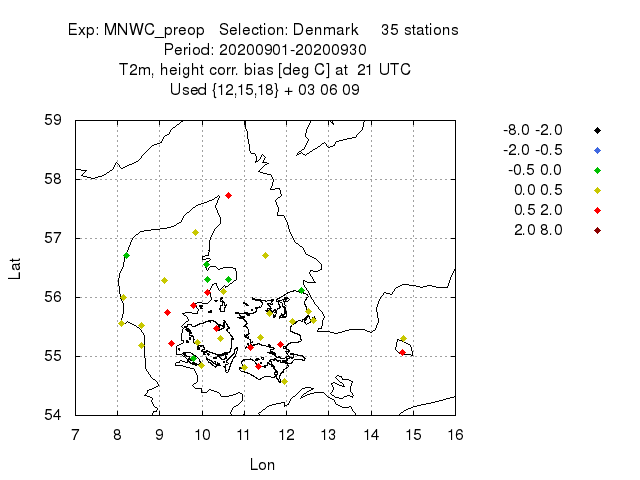 Exp: MNWC_preop   Selection: Denmark     35 stations
Period: 20200901-20200930
T2m, height corr. bias [deg C] at  21 UTC
Used {12,15,18} + 03 06 09
-8.0 -2.0
-2.0 -0.5
-0.5 0.0
0.0 0.5
0.5 2.0
2.0 8.0
Lat
59
58
57
56
55
54
7 8 9 10 11 12 13 14 15 16
Lon